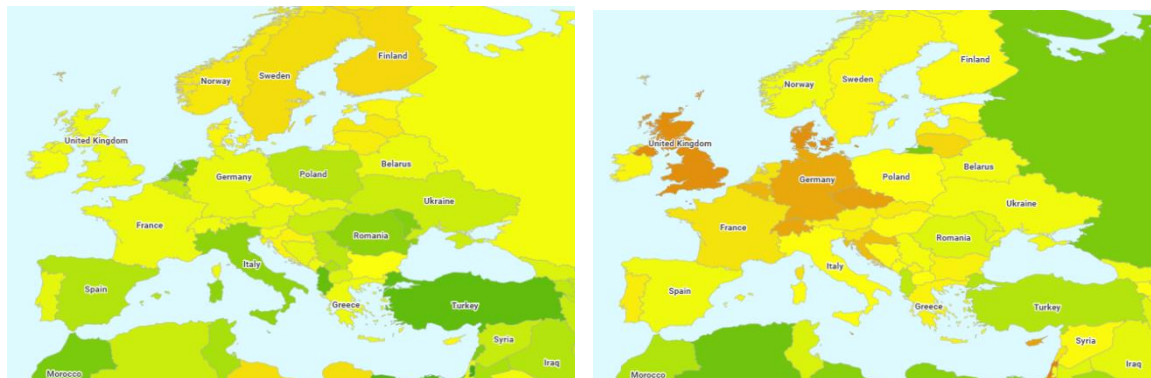 Finland
Norway
Sweden
United Kingdom
Belarus
Poland
Germany
Ukraine
France
Romania
Italy
Spain
Turkey
Greece
Syria
Iraq
Morocco
Finland
Norway
Sweden
United Kingdom
Belarus
Germany
Poland
Ukraine
France
Romania
Italy
Spain
Turkey
Greece
Syria
Iraq
Morocco